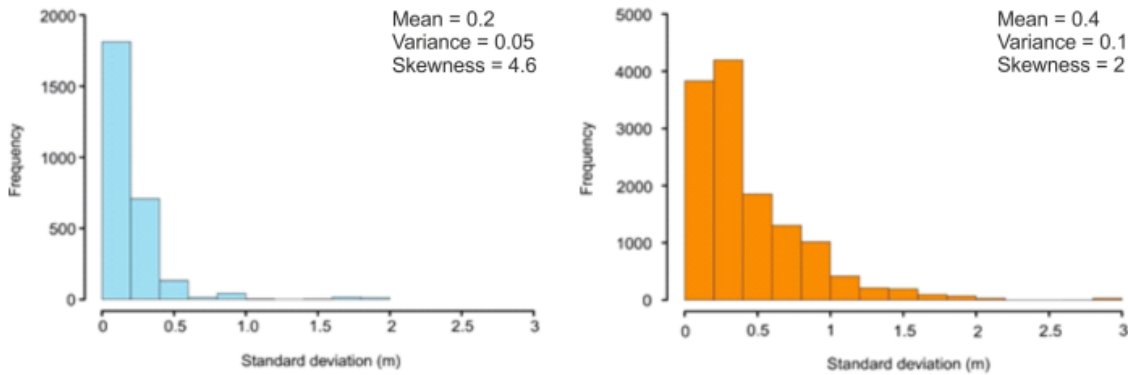 Mean = 0.2
Variance = 0.05
Skewness = 4.6
2000
1500
1000
500
0
Frequency
0 0.5 1.0 1.5 2 2.5 3
Standard deviation (m)
Mean = 0.4
Variance = 0.1
Skewness = 2
5000
4000
3000
2000
1000
0
Frequency
0 0.5 1 1.5 2 2.5 3
Standard deviation (m)